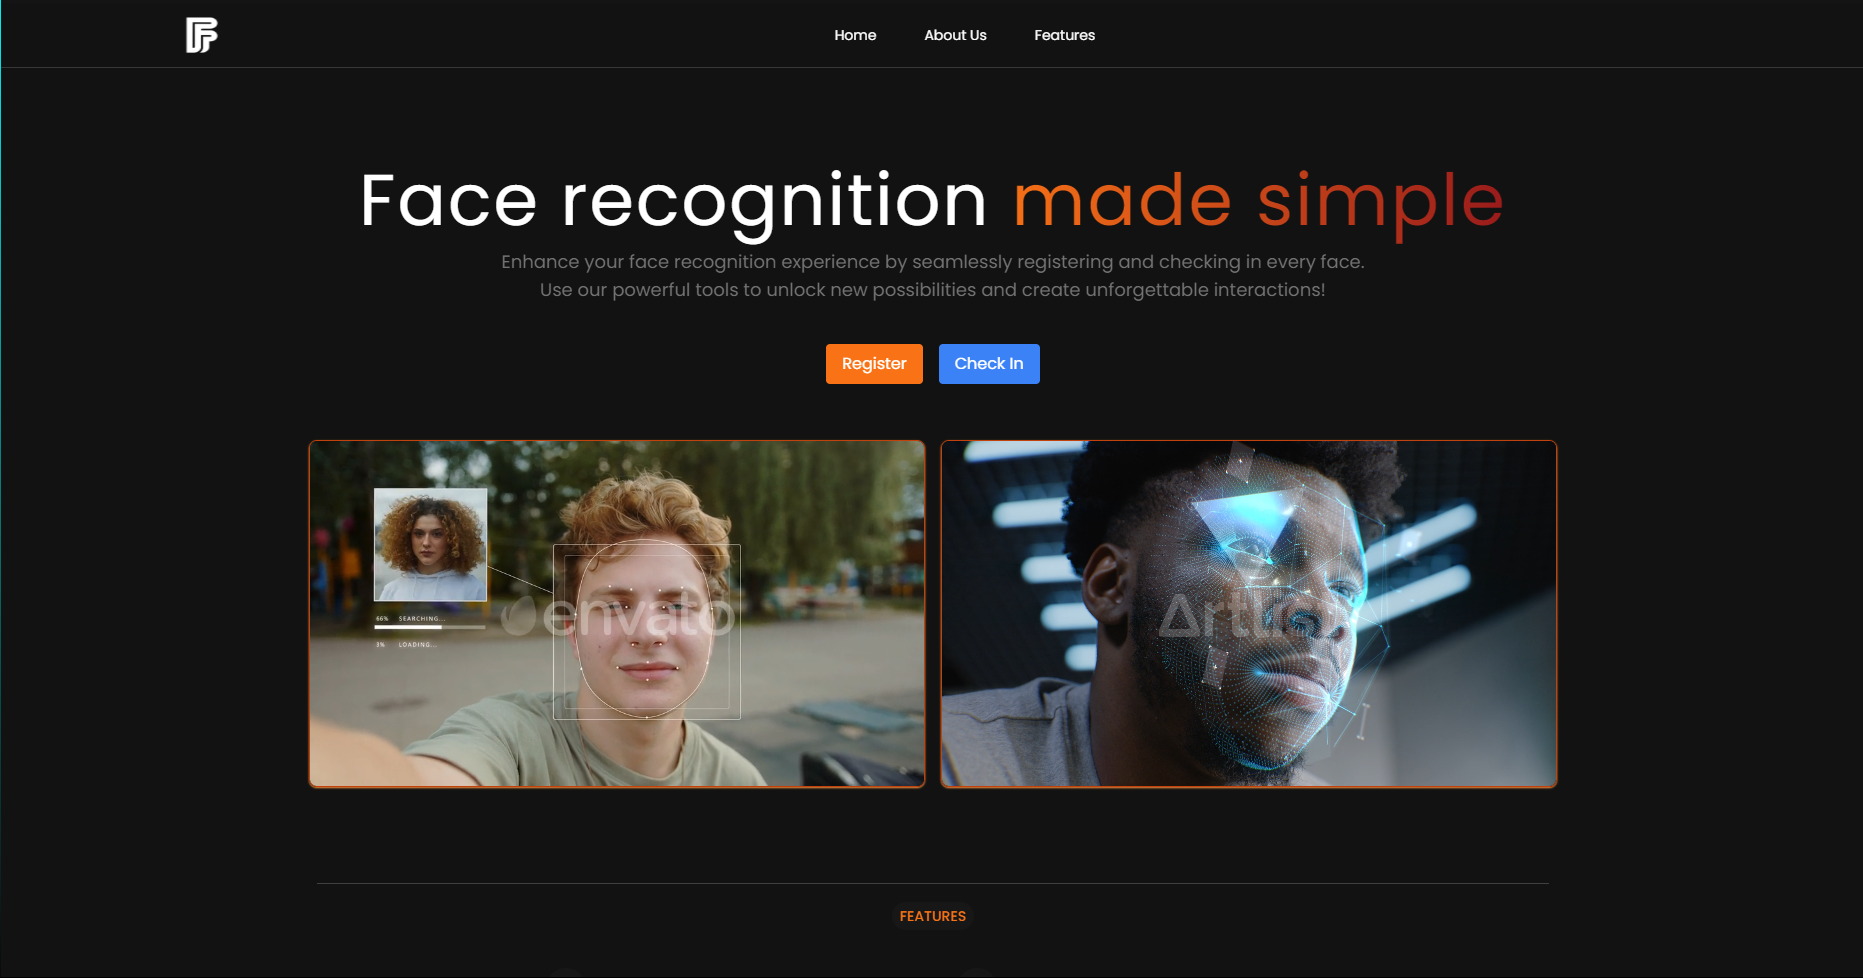 Home About Us Features
Face recognition made simple
Enhance your face recognition experience by seamlessly registering and checking in every face.
Use our powerful tools to unlock new possibilities and create unforgettable interactions!
Register Check In
66% SEARCHING...
3% LOADING...
envato
Artlist
FEATURES